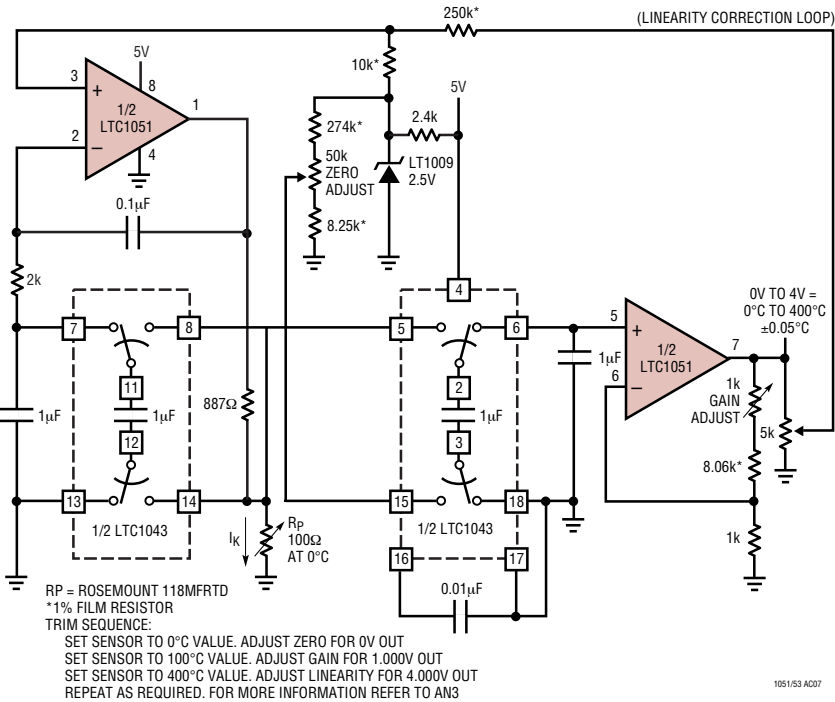 250k*
(LINEARITY CORRECTION LOOP)
10k*
5V
5V
3
+
8
1
1/2
LTC1051
2
−
4
274k*
2.4k
50k
ZERO
ADJUST
LT1009
2.5V
8.25k*
0.1µF
2k
4
0V TO 4V =
0°C TO 400°C
±0.05°C
7
8
5
6
5
+
7
1/2
LTC1051
6
−
11
1µF
1µF
12
887Ω
2
1µF
3
1µF
1k
GAIN
ADJUST
5k
8.06k*
13
14
15
18
1/2 LTC1043
IK
RP
100Ω
AT 0°C
1/2 LTC1043
1k
16
17
0.01µF
RP = ROSEMOUNT 118MFRTD
*1% FILM RESISTOR
TRIM SEQUENCE:
SET SENSOR TO 0°C VALUE. ADJUST ZERO FOR 0V OUT
SET SENSOR TO 100°C VALUE. ADJUST GAIN FOR 1.000V OUT
SET SENSOR TO 400°C VALUE. ADJUST LINEARITY FOR 4.000V OUT
REPEAT AS REQUIRED. FOR MORE INFORMATION REFER TO AN3
1051/53 AC07